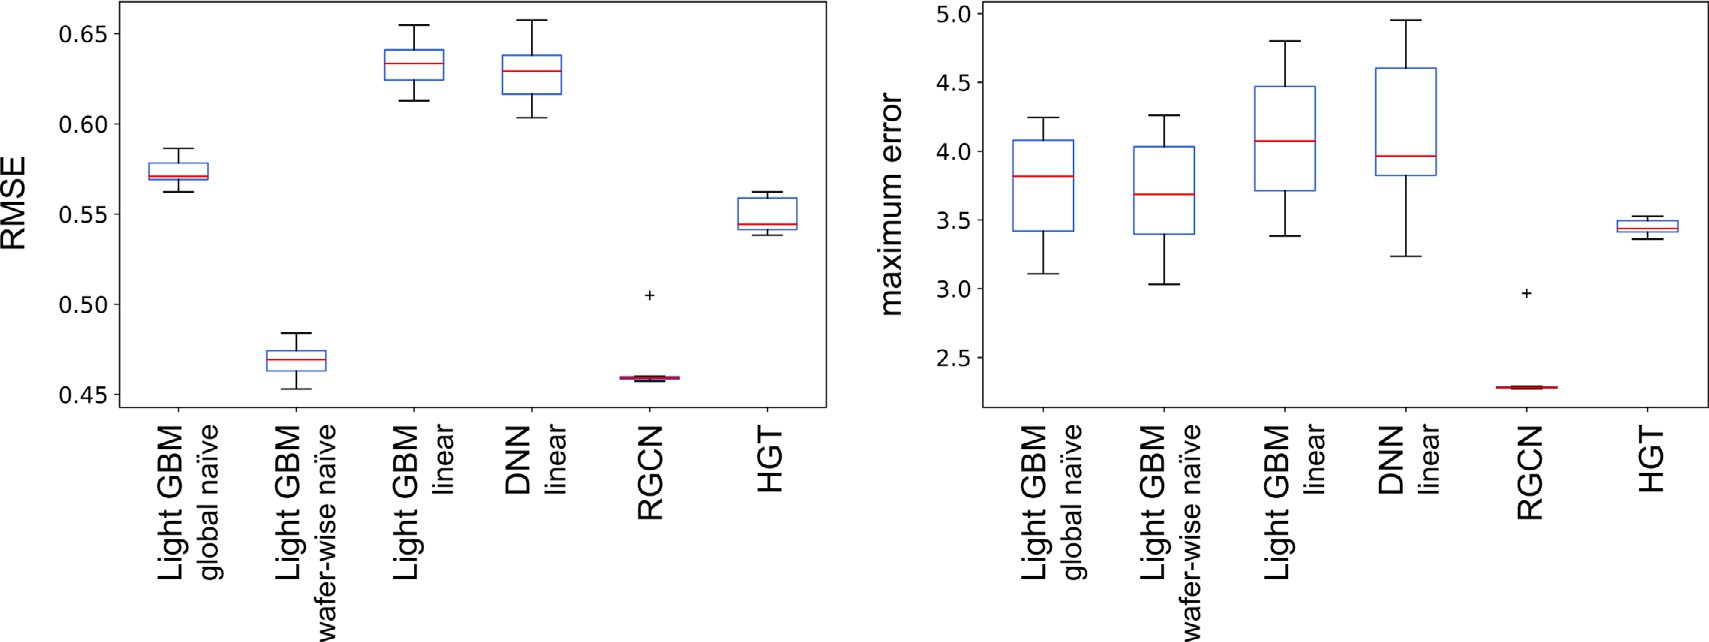 RMSE
0.65
0.60
0.55
0.50
0.45
Light GBM
global naïve
Light GBM
wafer-wise naïve
Light GBM
linear
DNN
linear
RGCN
HGT
maximum error
5.0
4.5
4.0
3.5
3.0
2.5
Light GBM
global naïve
Light GBM
wafer-wise naïve
Light GBM
linear
DNN
linear
RGCN
HGT